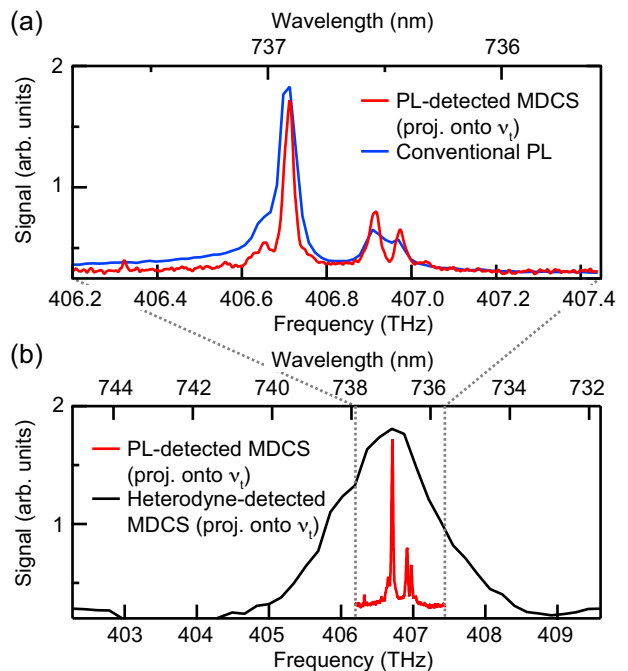 (a)
Wavelength (nm)
737 736
2
1
Signal (arb. units)
PL-detected MDCS
(proj. onto νt)
Conventional PL
406.2 406.4 406.6 406.8 407.0 407.2 407.4
Frequency (THz)
(b)
Wavelength (nm)
744 742 740 738 736 734 732
2
1
Signal (arb. units)
PL-detected MDCS
(proj. onto νt)
Heterodyne-detected
MDCS (proj. onto νt)
403 404 405 406 407 408 409
Frequency (THz)